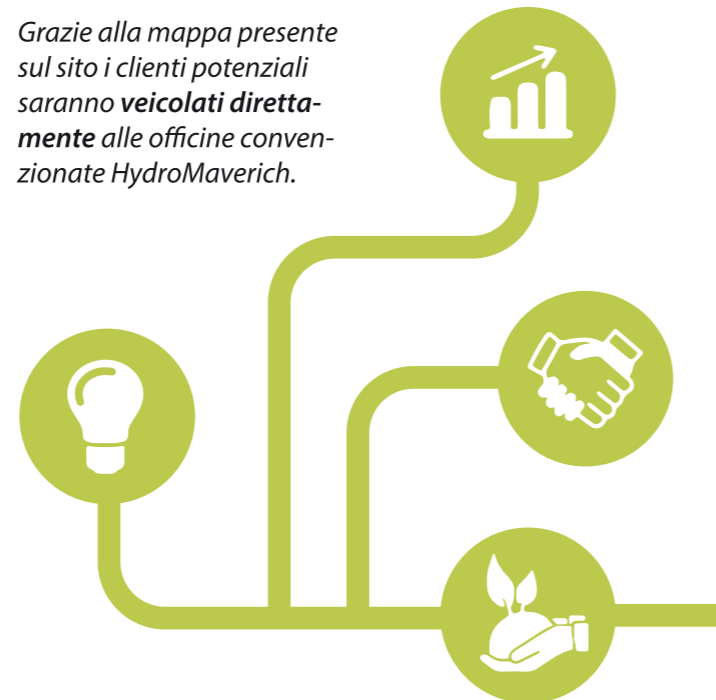 Grazie alla mappa presente
sul sito i clienti potenziali
saranno veicolati diretta-
mente alle officine conven-
zionate HydroMaverich.